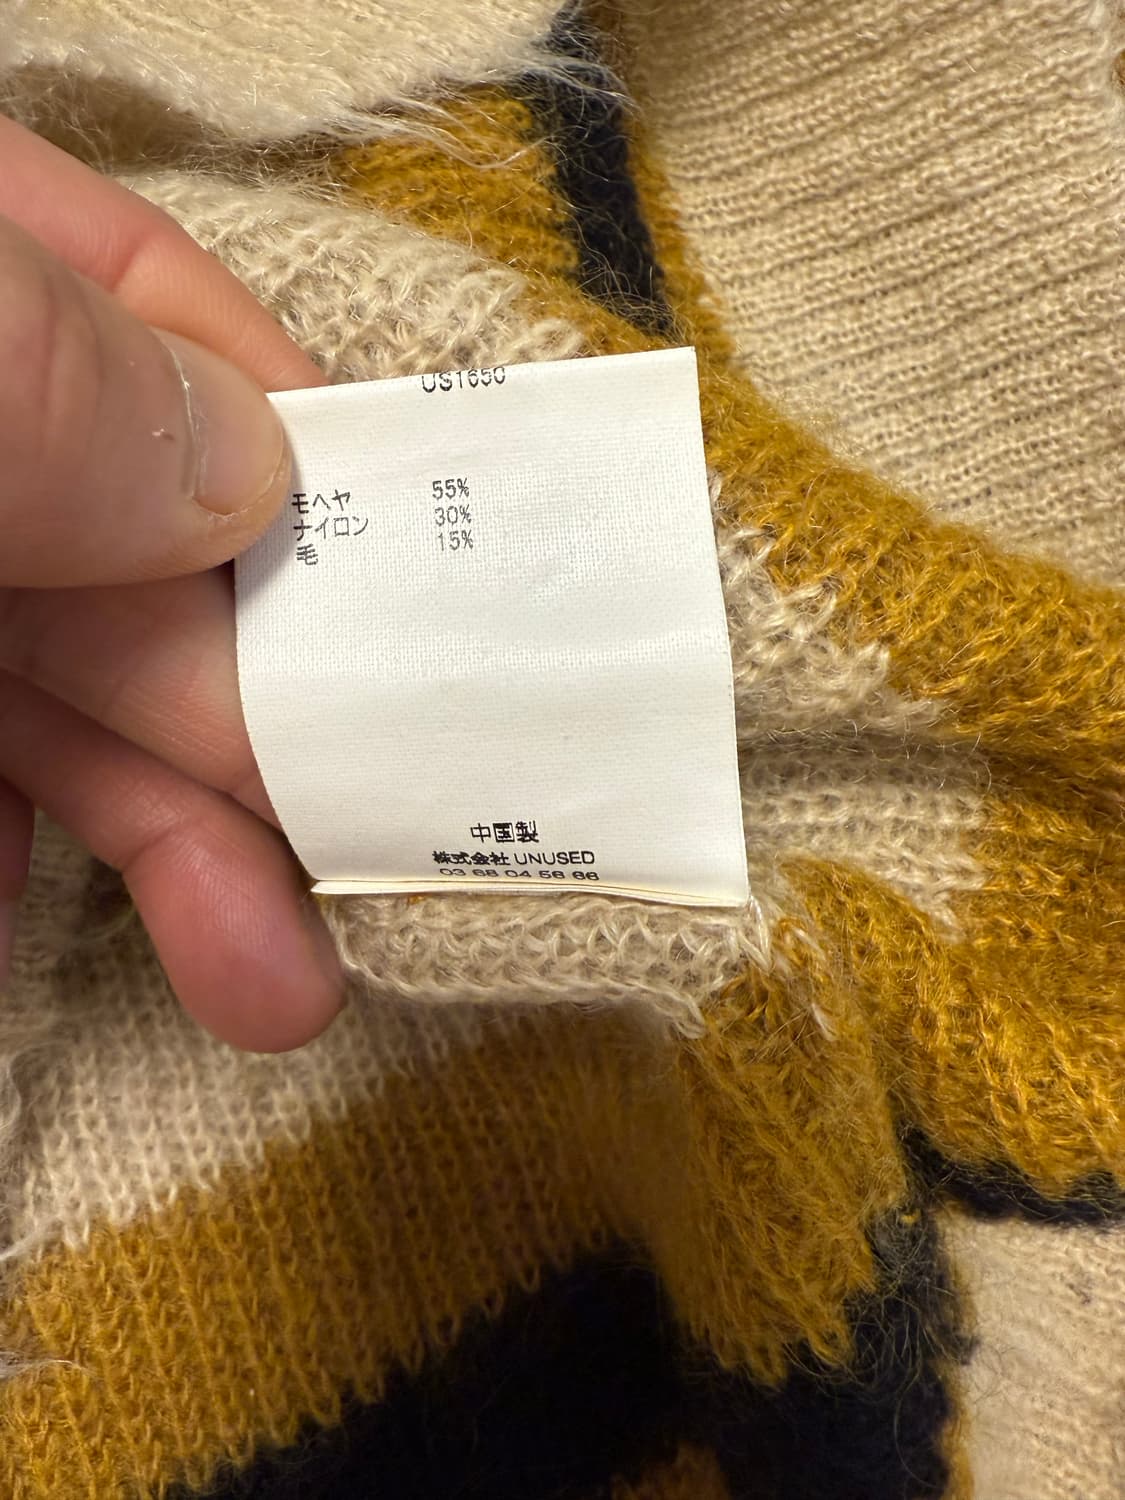 US1650
モヘヤ 55%
ナイロン 30%
毛 15%
中国製
株式会社 UNUSED
03 68 04 56 66